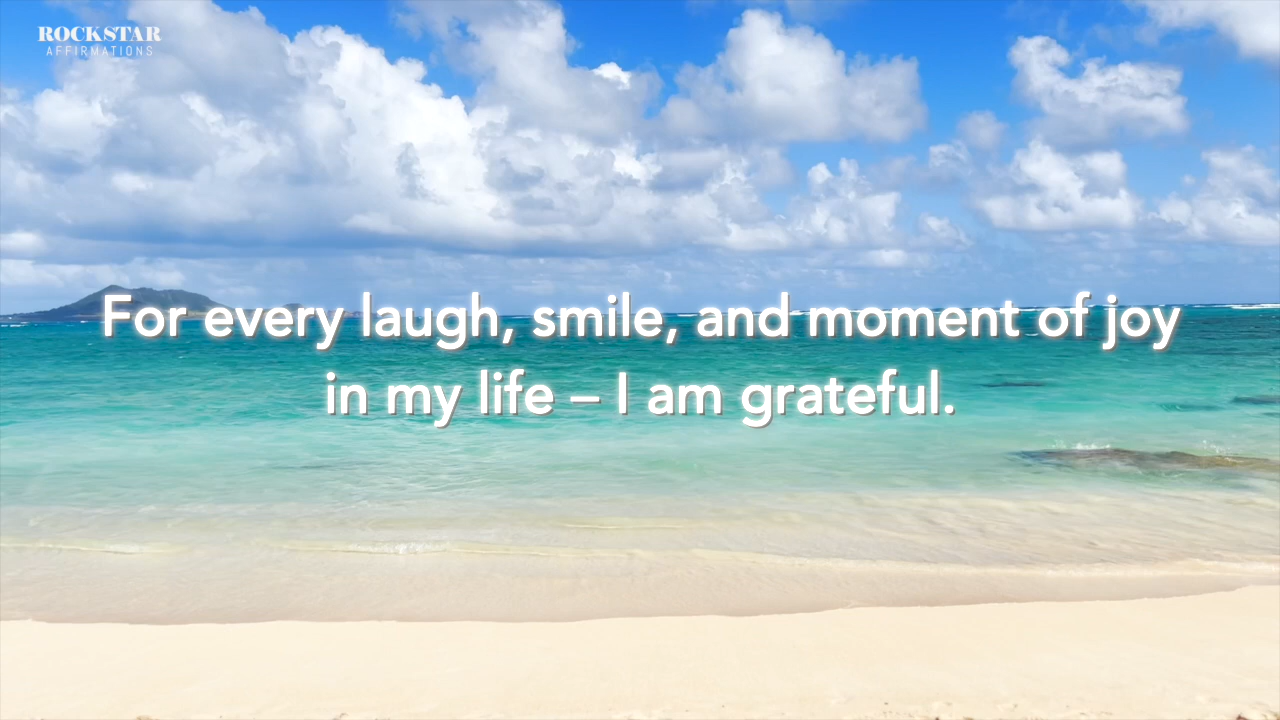 ROCKSTAR
AFFIRMATIONS
For every laugh, smile, and moment of joy
in my life – I am grateful.